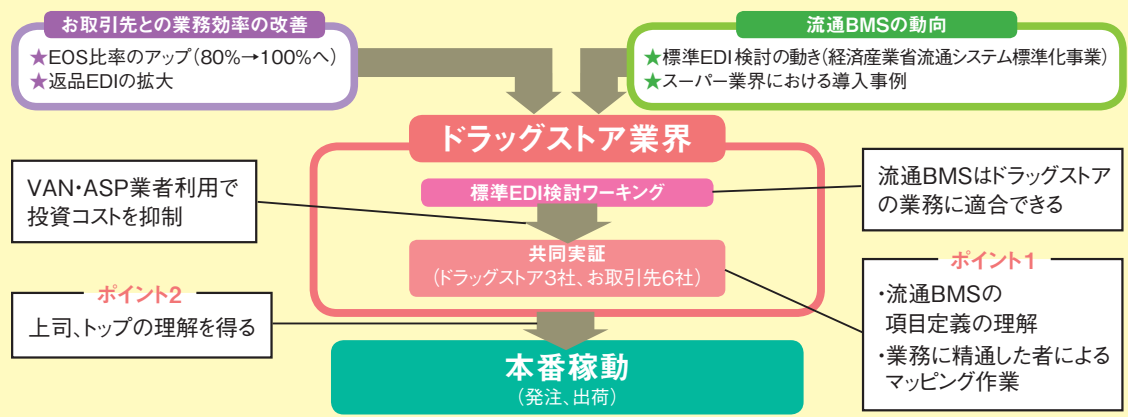 お取引先との業務効率の改善
★EOS比率のアップ(80%→100%へ)
★返品EDIの拡大
流通BMSの動向
★標準EDI検討の動き(経済産業省流通システム標準化事業)
★スーパー業界における導入事例
ドラッグストア業界
標準EDI検討ワーキング
VAN・ASP業者利用で
投資コストを抑制
流通BMSはドラッグストア
の業務に適合できる
共同実証
(ドラッグストア3社、お取引先6社)
ポイント1
・流通BMSの
項目定義の理解
・業務に精通した者による
マッピング作業
ポイント2
上司、トップの理解を得る
本番稼動
(発注、出荷)